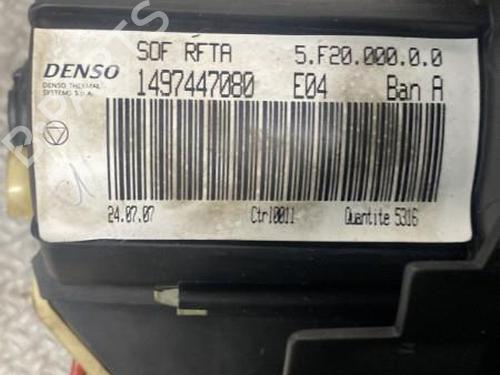 SOF RFTA 5.F20.000.0.0
DENSO 1497447080 E04 Ban A
DENSO THERMAL
SYSTEMS S.p.A.
24.07.07 Ctrl0011 Quantite 5316